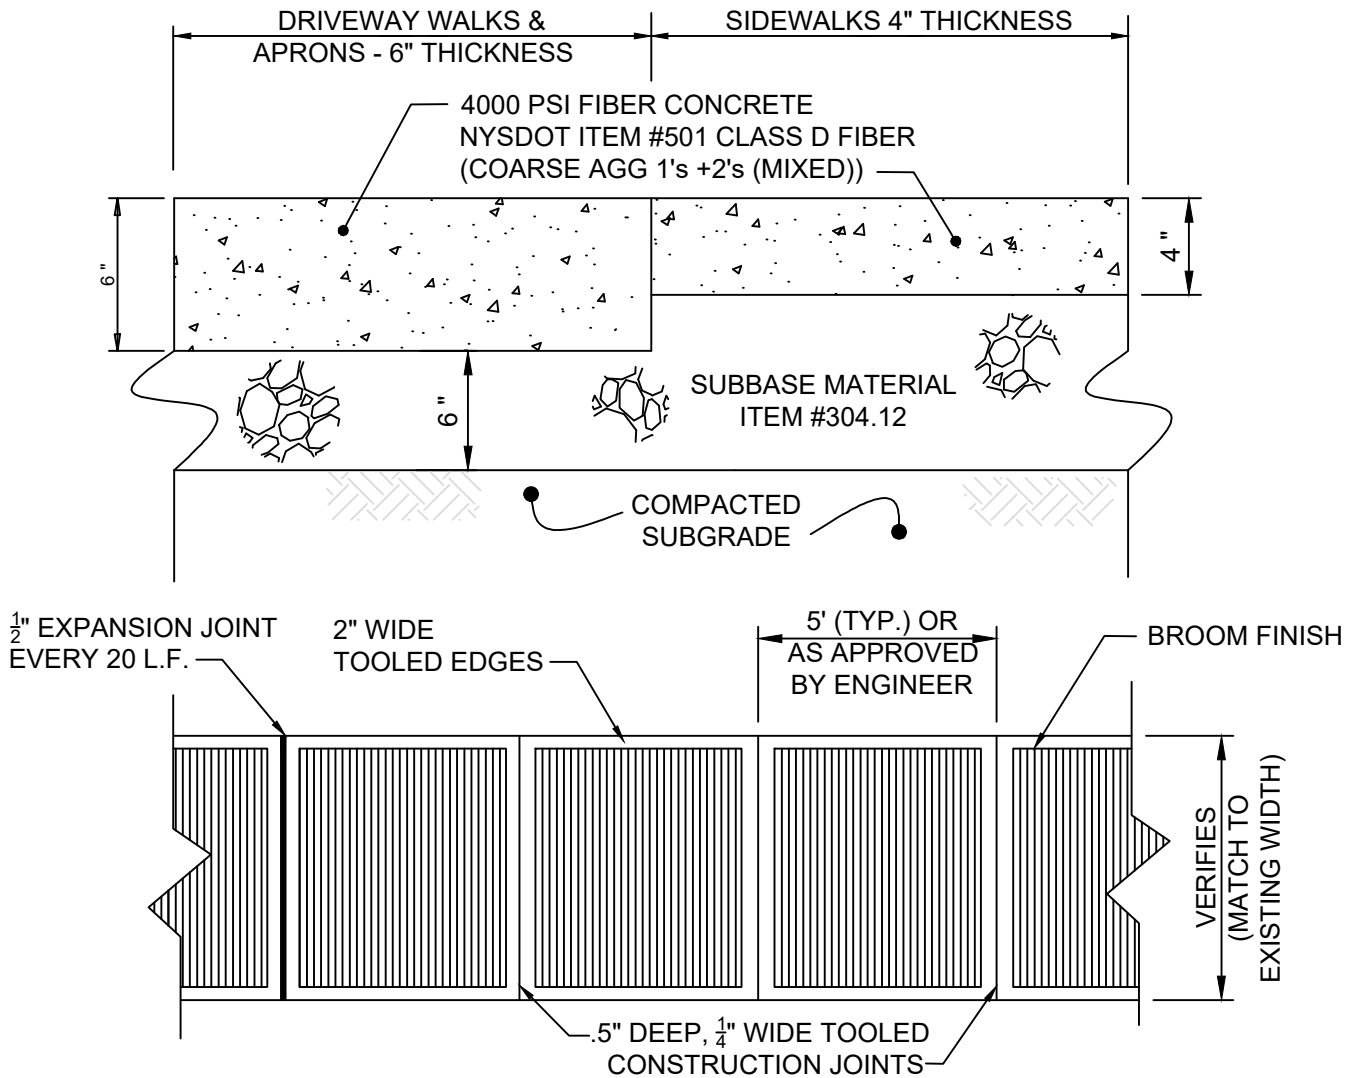 DRIVEWAY WALKS &
APRONS - 6" THICKNESS
SIDEWALKS 4" THICKNESS
4000 PSI FIBER CONCRETE
NYSDOT ITEM #501 CLASS D FIBER
(COARSE AGG 1's +2's (MIXED))
6"
4"
6"
SUBBASE MATERIAL
ITEM #304.12
COMPACTED
SUBGRADE
1/2" EXPANSION JOINT
EVERY 20 L.F.
2" WIDE
TOOLED EDGES
5' (TYP.) OR
AS APPROVED
BY ENGINEER
BROOM FINISH
VERIFIES
(MATCH TO
EXISTING WIDTH)
.5" DEEP, 1/4" WIDE TOOLED
CONSTRUCTION JOINTS